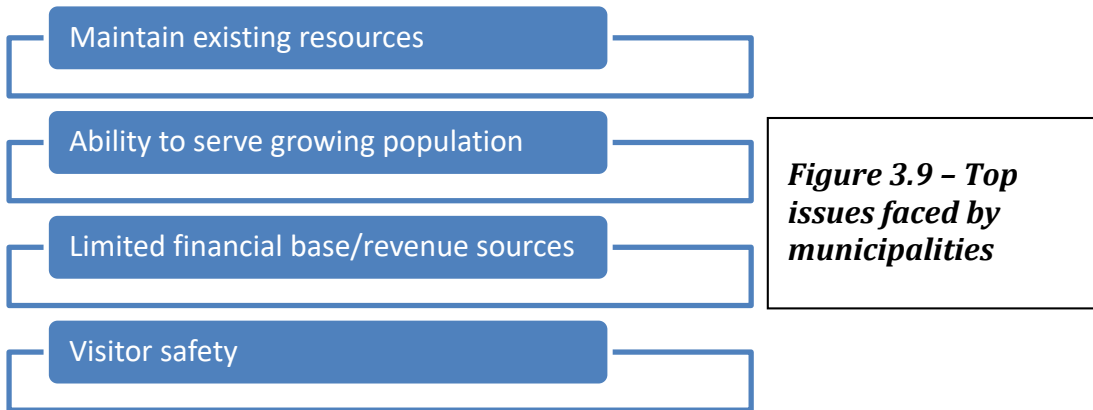 Maintain existing resources
Ability to serve growing population
Limited financial base/revenue sources
Visitor safety
Figure 3.9 – Top
issues faced by
municipalities